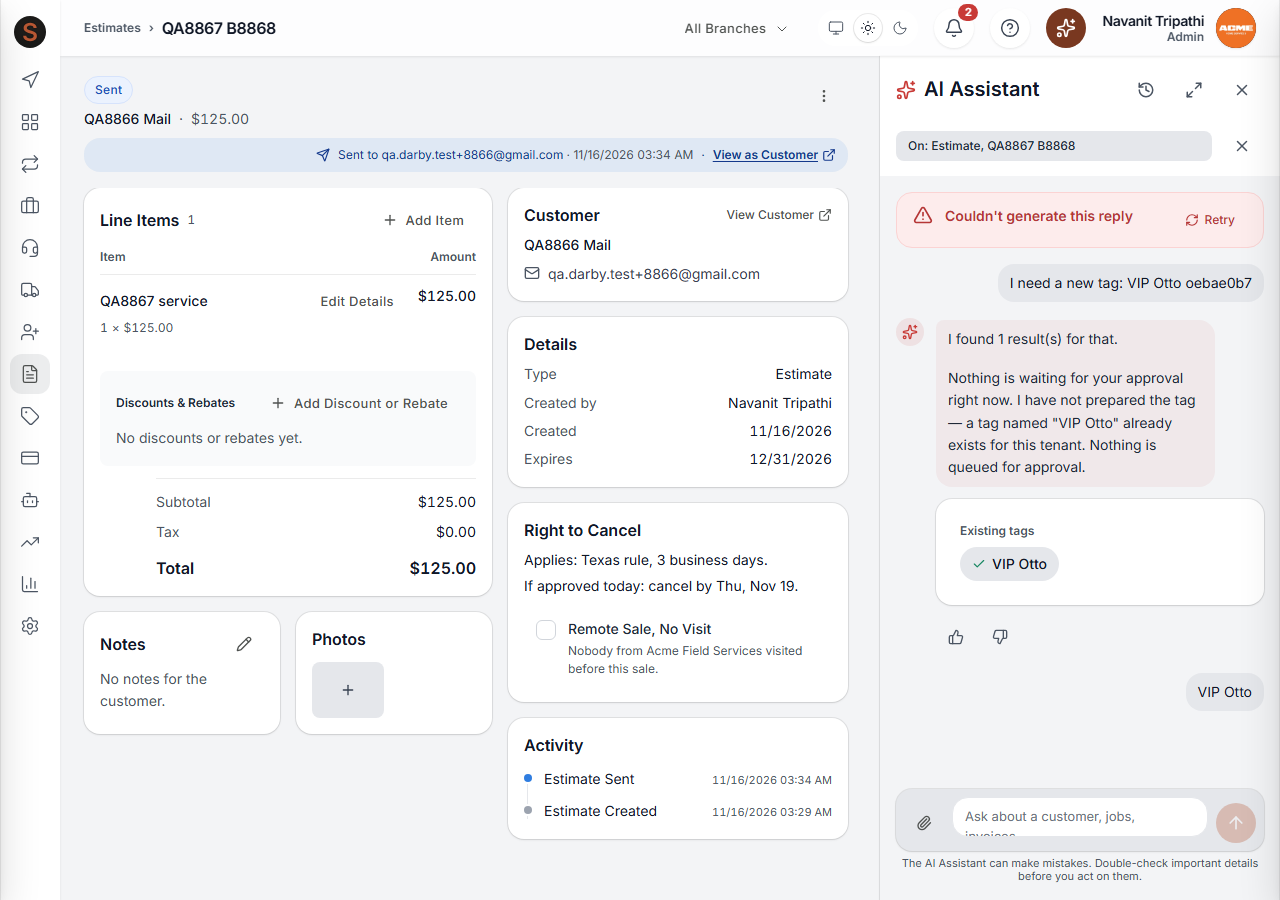 S
Estimates › QA8867 B8868
All Branches
2
Navanit Tripathi
Admin
ACME
Sent
QA8866 Mail · $125.00
Sent to qa.darby.test+8866@gmail.com · 11/16/2026 03:34 AM · View as Customer
Line Items 1
+ Add Item
Item Amount
QA8867 service Edit Details $125.00
1 × $125.00
Discounts & Rebates + Add Discount or Rebate
No discounts or rebates yet.
Subtotal $125.00
Tax $0.00
Total $125.00
Notes
No notes for the
customer.
Photos
+
Customer View Customer
QA8866 Mail
qa.darby.test+8866@gmail.com
Details
Type Estimate
Created by Navanit Tripathi
Created 11/16/2026
Expires 12/31/2026
Right to Cancel
Applies: Texas rule, 3 business days.
If approved today: cancel by Thu, Nov 19.
Remote Sale, No Visit
Nobody from Acme Field Services visited
before this sale.
Activity
Estimate Sent 11/16/2026 03:34 AM
Estimate Created 11/16/2026 03:29 AM
AI Assistant
On: Estimate, QA8867 B8868
Couldn't generate this reply Retry
I need a new tag: VIP Otto oebae0b7
I found 1 result(s) for that.
Nothing is waiting for your approval
right now. I have not prepared the tag
— a tag named "VIP Otto" already
exists for this tenant. Nothing is
queued for approval.
Existing tags
VIP Otto
VIP Otto
Ask about a customer, jobs,
invoices
The AI Assistant can make mistakes. Double-check important details
before you act on them.